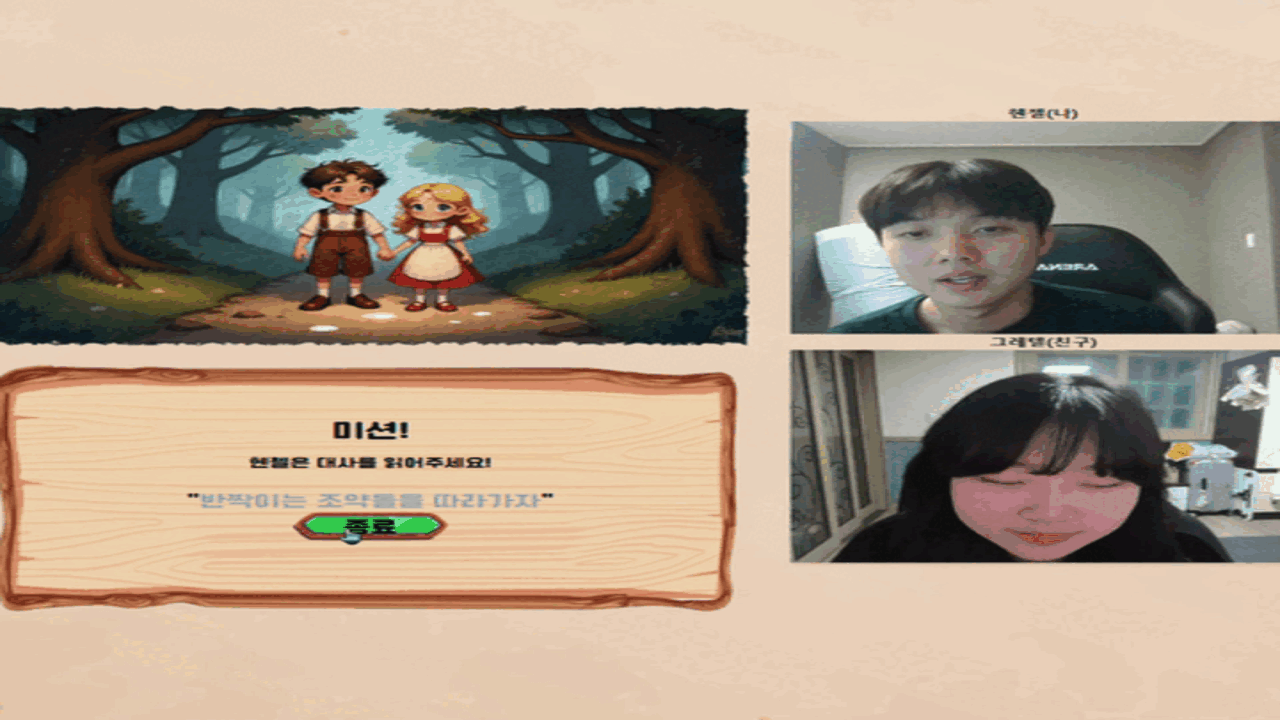 헨젤(나)
그레텔(친구)
미션!
헨젤은 대사를 읽어주세요!
"반짝이는 조약돌을 따라가자"
종료